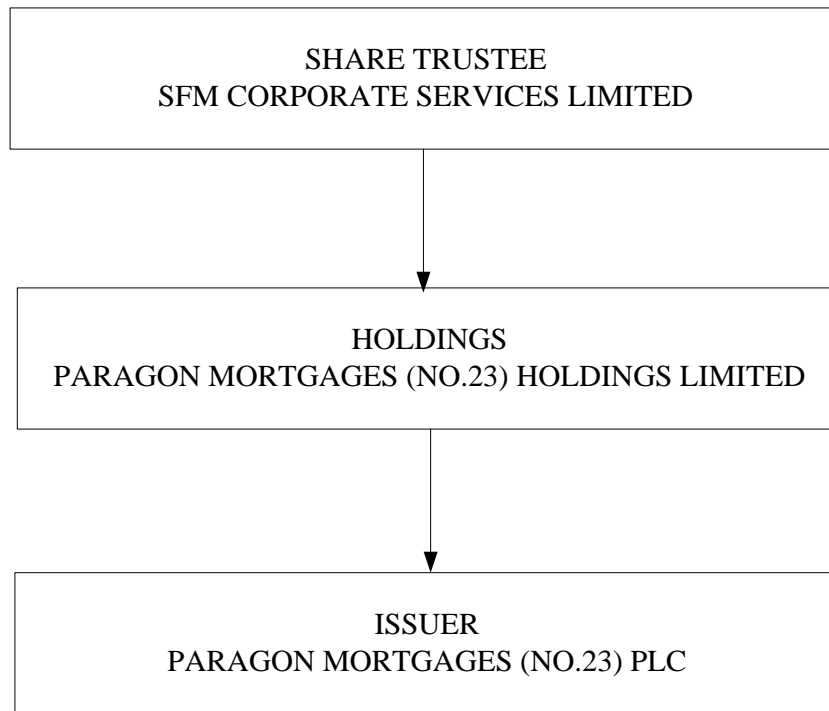 SHARE TRUSTEE
SFM CORPORATE SERVICES LIMITED
HOLDINGS
PARAGON MORTGAGES (NO.23) HOLDINGS LIMITED
ISSUER
PARAGON MORTGAGES (NO.23) PLC